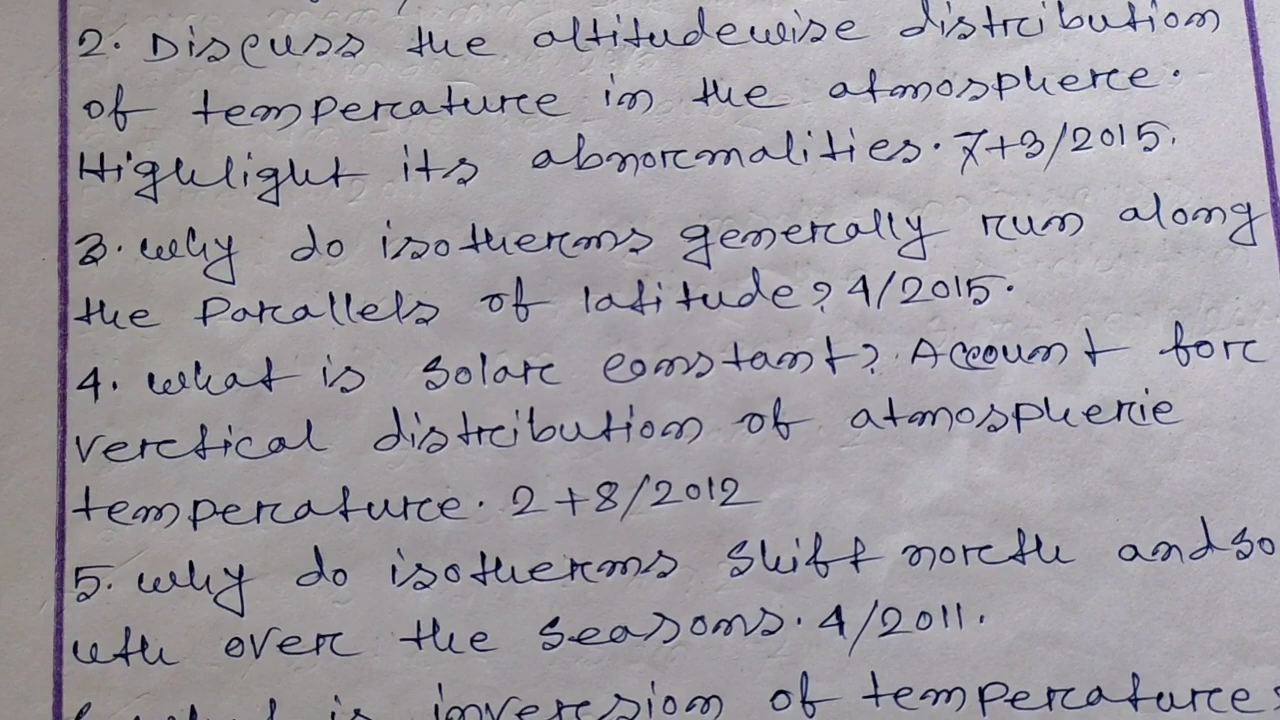 2. Discuss the altitudewise distribution
of temperature in the atmosphere.
Highlight its abnormalities. 7+3/2015.
3. why do isotherms generally run along
the Parallels of latitude? 4/2015.
4. what is Solar constant? Account for
vertical distribution of atmospheric
temperature. 2+8/2012
5. why do isotherms shift north and so
uth over the seasons. 4/2011.
is inversion of temperature